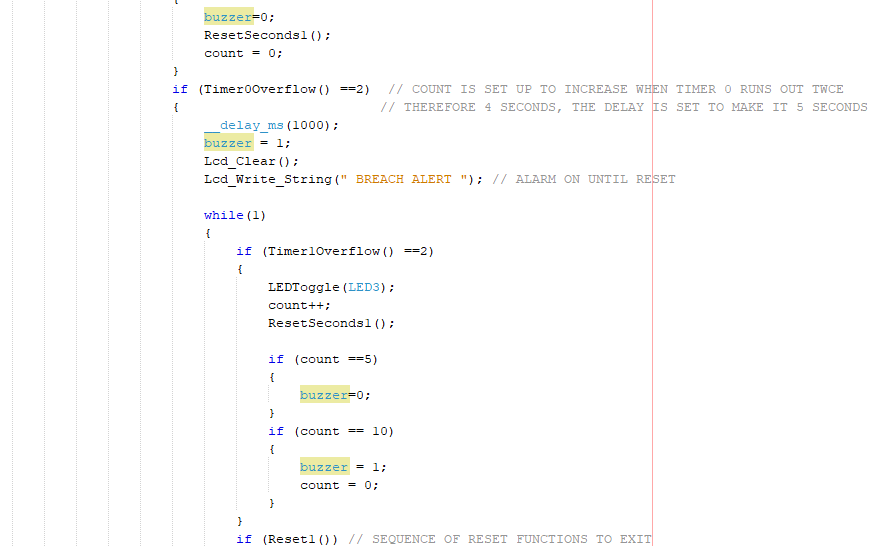 {
buzzer=0;
ResetSeconds1();
count = 0;
}
if (Timer0Overflow() ==2)  // COUNT IS SET UP TO INCREASE WHEN TIMER 0 RUNS OUT TWCE
{                         // THEREFORE 4 SECONDS, THE DELAY IS SET TO MAKE IT 5 SECONDS
__delay_ms(1000);
buzzer = 1;
Lcd_Clear();
Lcd_Write_String(" BREACH ALERT "); // ALARM ON UNTIL RESET
while(1)
{
if (Timer1Overflow() ==2)
{
LEDToggle(LED3);
count++;
ResetSeconds1();
if (count ==5)
{
buzzer=0;
}
if (count == 10)
{
buzzer = 1;
count = 0;
}
}
if (Reset1()) // SEQUENCE OF RESET FUNCTIONS TO EXIT